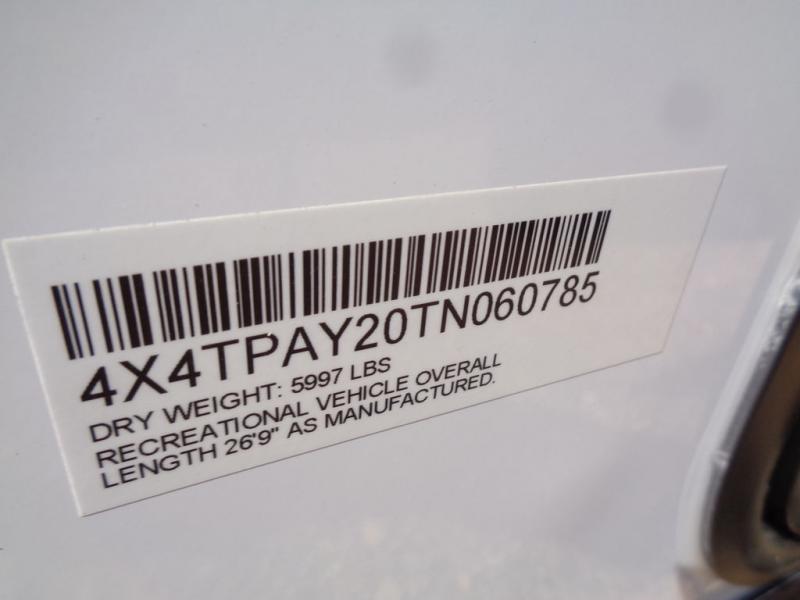 4X4TPAY20TN060785
DRY WEIGHT: 5997 LBS
RECREATIONAL VEHICLE OVERALL
LENGTH 26'9" AS MANUFACTURED.